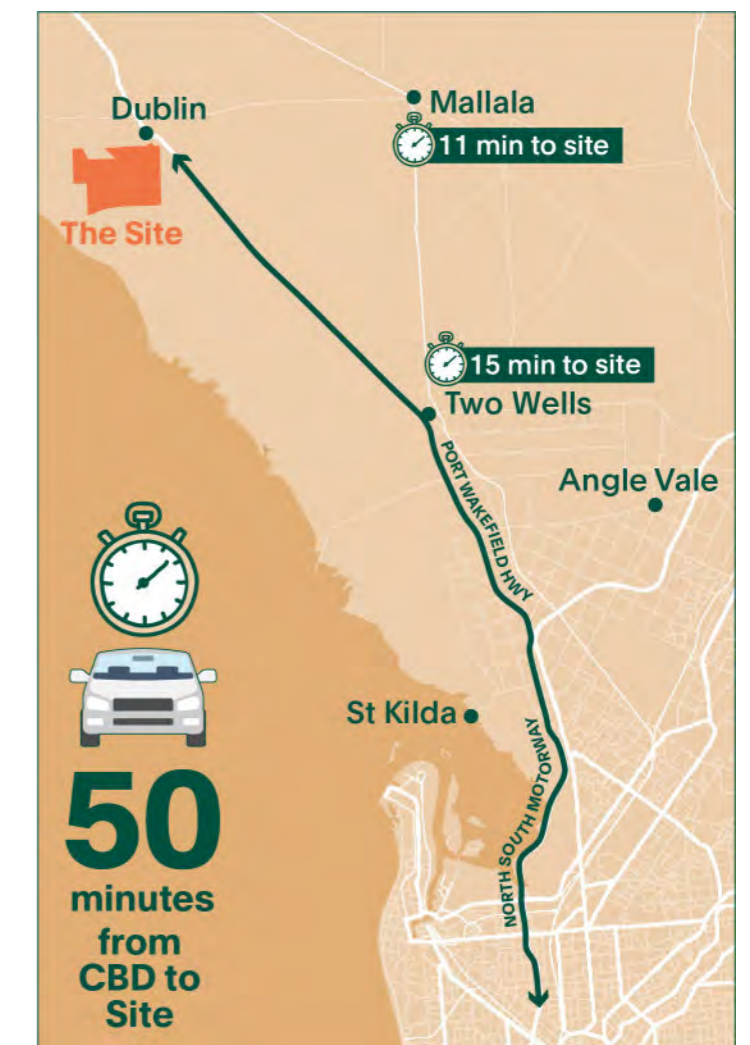 Dublin
Mallala
11 min to site
The Site
15 min to site
Two Wells
PORT WAKEFIELD HWY
Angle Vale
St Kilda
NORTH SOUTH MOTORWAY
50
minutes
from
CBD to
Site